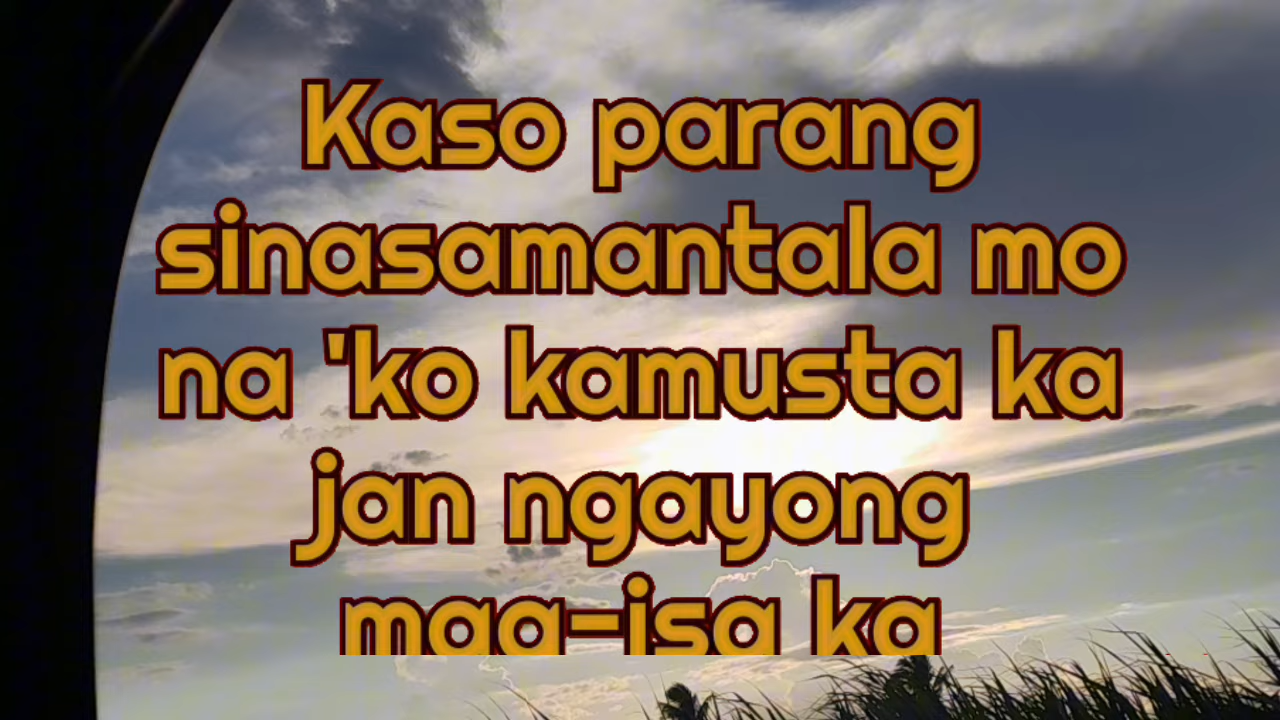 Kaso parang
sinasamantala mo
na 'ko kamusta ka
jan ngayong
mag-isa ka